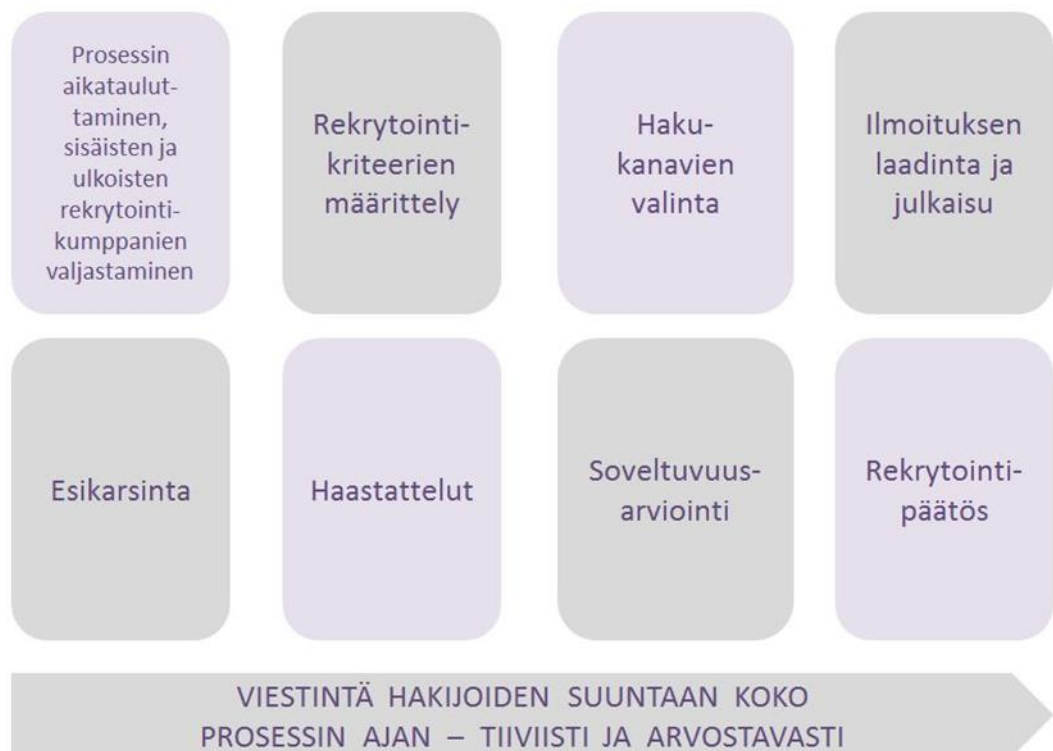 Prosessin
aikataulut-
taminen,
sisäisten ja
ulkoisten
rekrytointi-
kumppanien
valjastaminen
Rekrytointi-
kriteerien
määrittely
Haku-
kanavien
valinta
Ilmoituksen
laadinta ja
julkaisu
Esikarsinta
Haastattelut
Soveltuvuus-
arviointi
Rekrytointi-
päätös
VIESTINTÄ HAKIJOIDEN SUUNTAAN KOKO
PROSESSIN AJAN – TIIVIISTI JA ARVOSTAVASTI